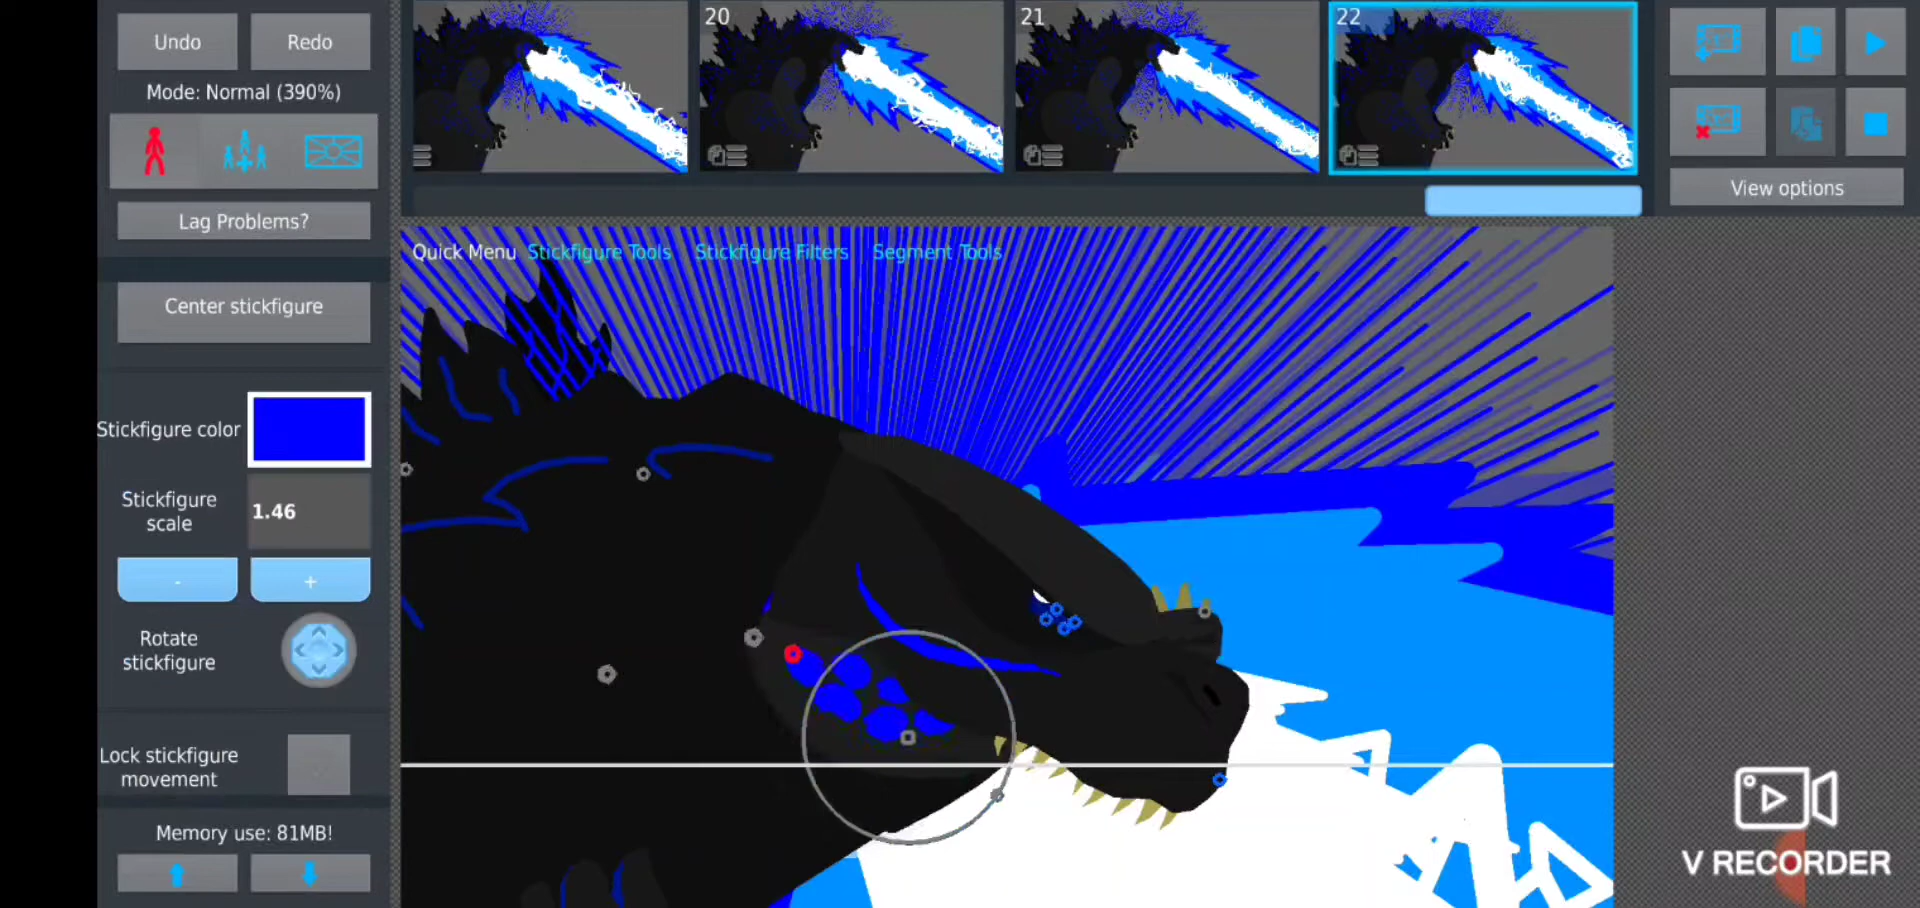 Undo
Redo
Mode: Normal (390%)
Lag Problems?
Center stickfigure
Stickfigure color
Stickfigure
scale
1.46
-
+
Rotate
stickfigure
Lock stickfigure
movement
Memory use: 81MB!
20
21
22
View options
Quick Menu
Stickfigure Tools
Stickfigure Filters
Segment Tools
V RECORDER